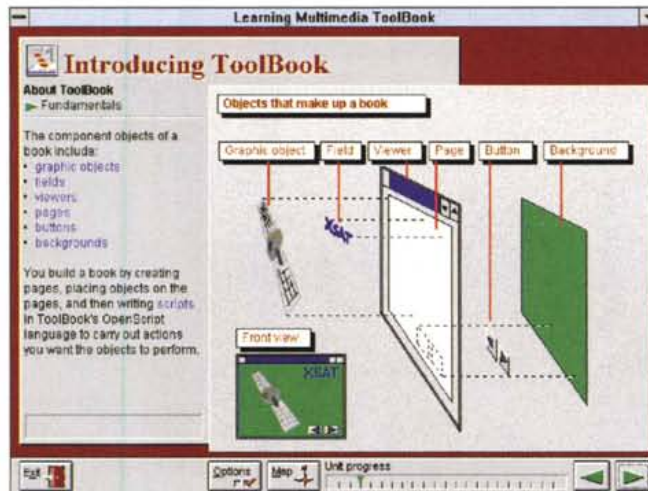 Learning Multimedia ToolBook
Introducing ToolBook
About ToolBook
Fundamentals
The component objects of a
book include:
• graphic objects
• fields
• viewers
• pages
• buttons
• backgrounds
You build a book by creating
pages, placing objects on the
pages, and then writing scripts
in ToolBook's OpenScript
language to carry out actions
you want the objects to perform.
Objects that make up a book
Graphic object Field Viewer Page Button Background
XSAT
Front view
XSAT
Exit Options Map Unit progress